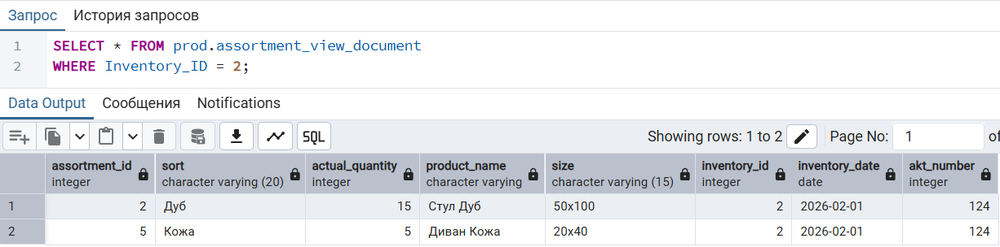 Запрос История запросов
1 SELECT * FROM prod.assortment_view_document
2 WHERE Inventory_ID = 2;
Data Output Сообщения Notifications
SQL Showing rows: 1 to 2 Page No: 1 of
assortment_id sort actual_quantity product_name size inventory_id inventory_date akt_number
integer character varying (20) integer character varying character varying (15) integer date integer
1 2 Дуб 15 Стул Дуб 50x100 2 2026-02-01 124
2 5 Кожа 5 Диван Кожа 20x40 2 2026-02-01 124